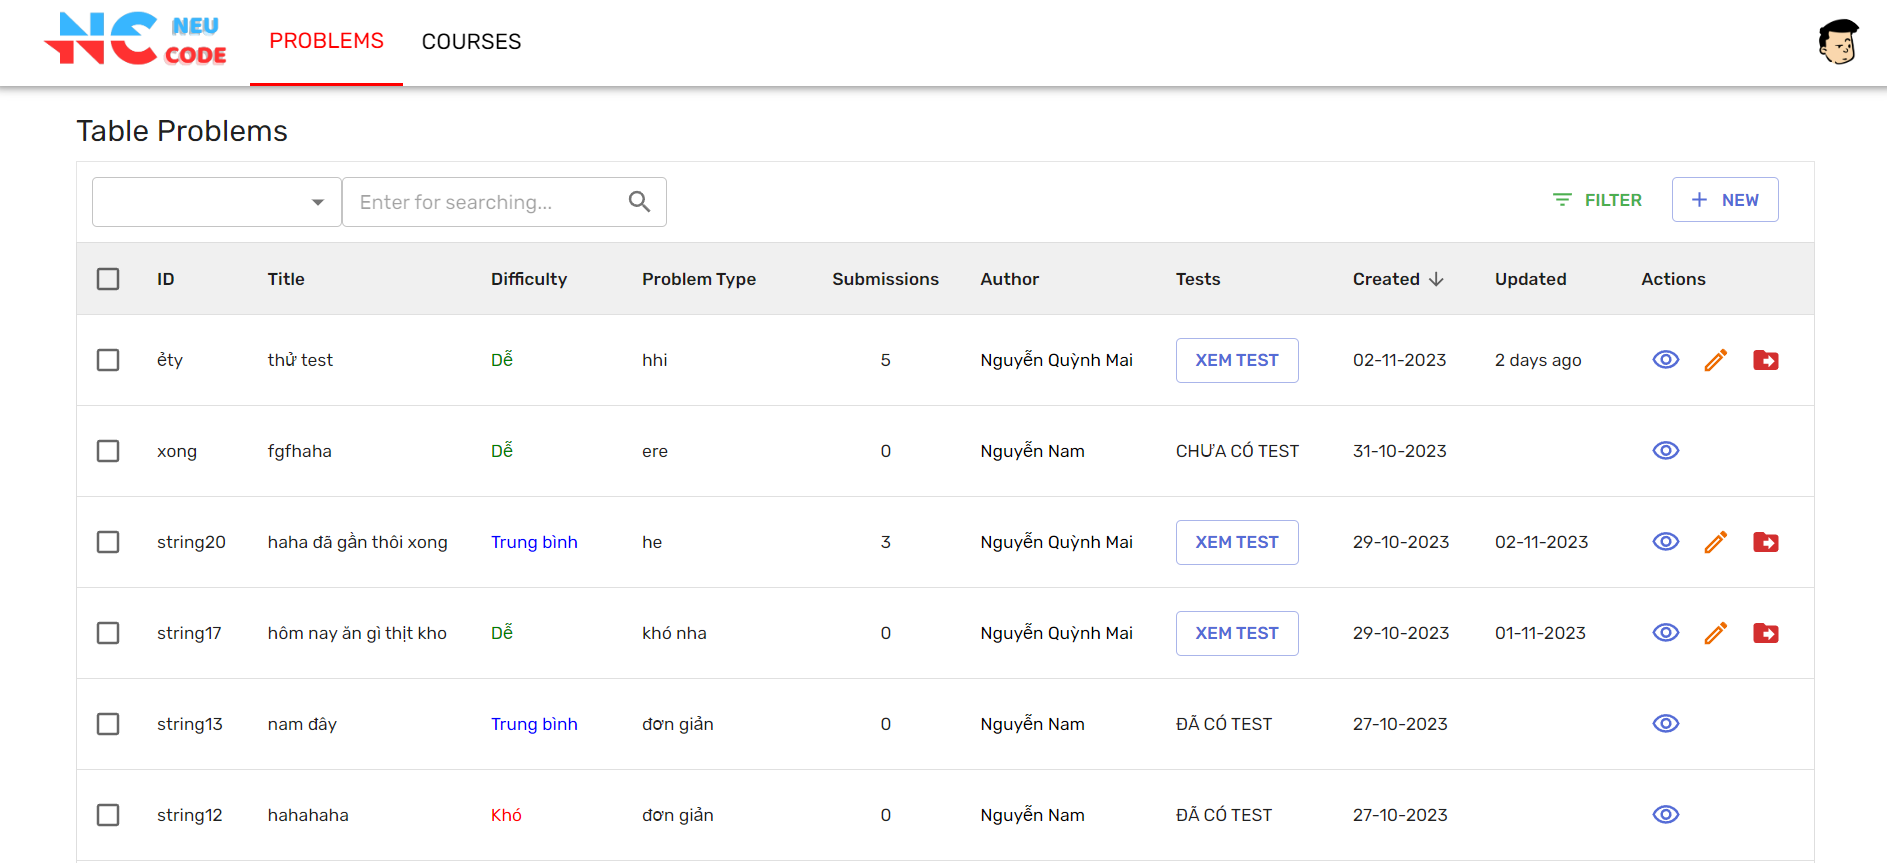 NC NEU CODE PROBLEMS COURSES
Table Problems
Enter for searching... FILTER + NEW
ID Title Difficulty Problem Type Submissions Author Tests Created Updated Actions
ẻty thử test Dễ hhi 5 Nguyễn Quỳnh Mai XEM TEST 02-11-2023 2 days ago
xong fgfhaha Dễ ere 0 Nguyễn Nam CHƯA CÓ TEST 31-10-2023
string20 haha đã gần thôi xong Trung bình he 3 Nguyễn Quỳnh Mai XEM TEST 29-10-2023 02-11-2023
string17 hôm nay ăn gì thịt kho Dễ khó nha 0 Nguyễn Quỳnh Mai XEM TEST 29-10-2023 01-11-2023
string13 nam đây Trung bình đơn giản 0 Nguyễn Nam ĐÃ CÓ TEST 27-10-2023
string12 hahahaha Khó đơn giản 0 Nguyễn Nam ĐÃ CÓ TEST 27-10-2023